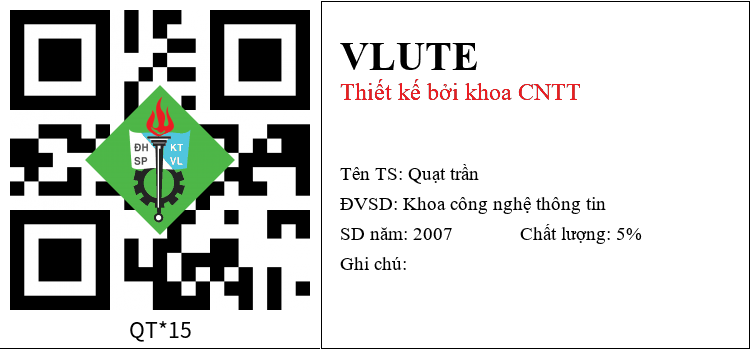 ĐH KT
SP VL
QT*15
VLUTE
Thiết kế bởi khoa CNTT
Tên TS: Quạt trần
ĐVSD: Khoa công nghệ thông tin
SD năm: 2007 Chất lượng: 5%
Ghi chú: